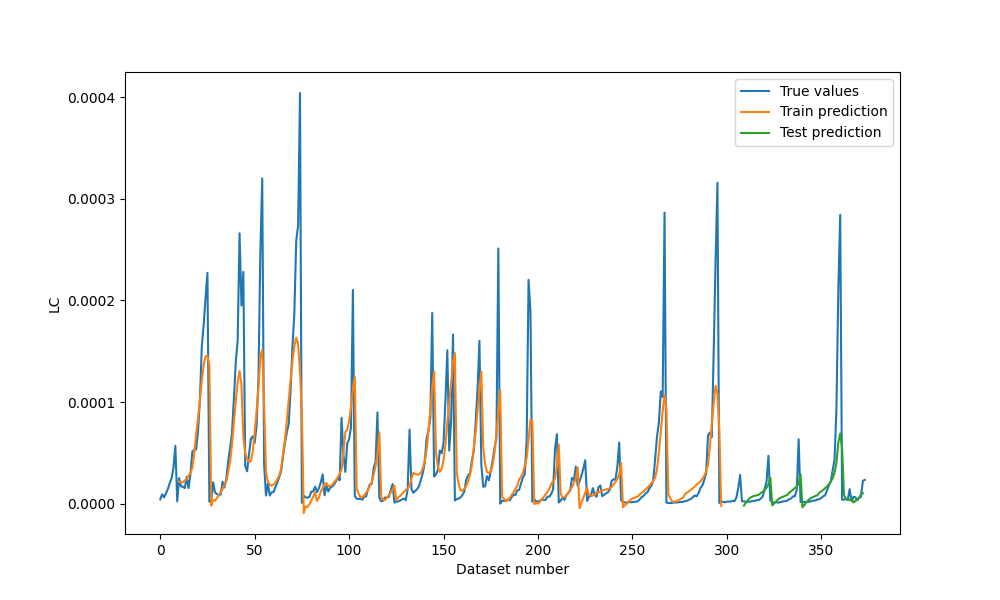 True values
Train prediction
Test prediction
0.0004
0.0003
0.0002
0.0001
0.0000
LC
0
50
100
150
200
250
300
350
Dataset number